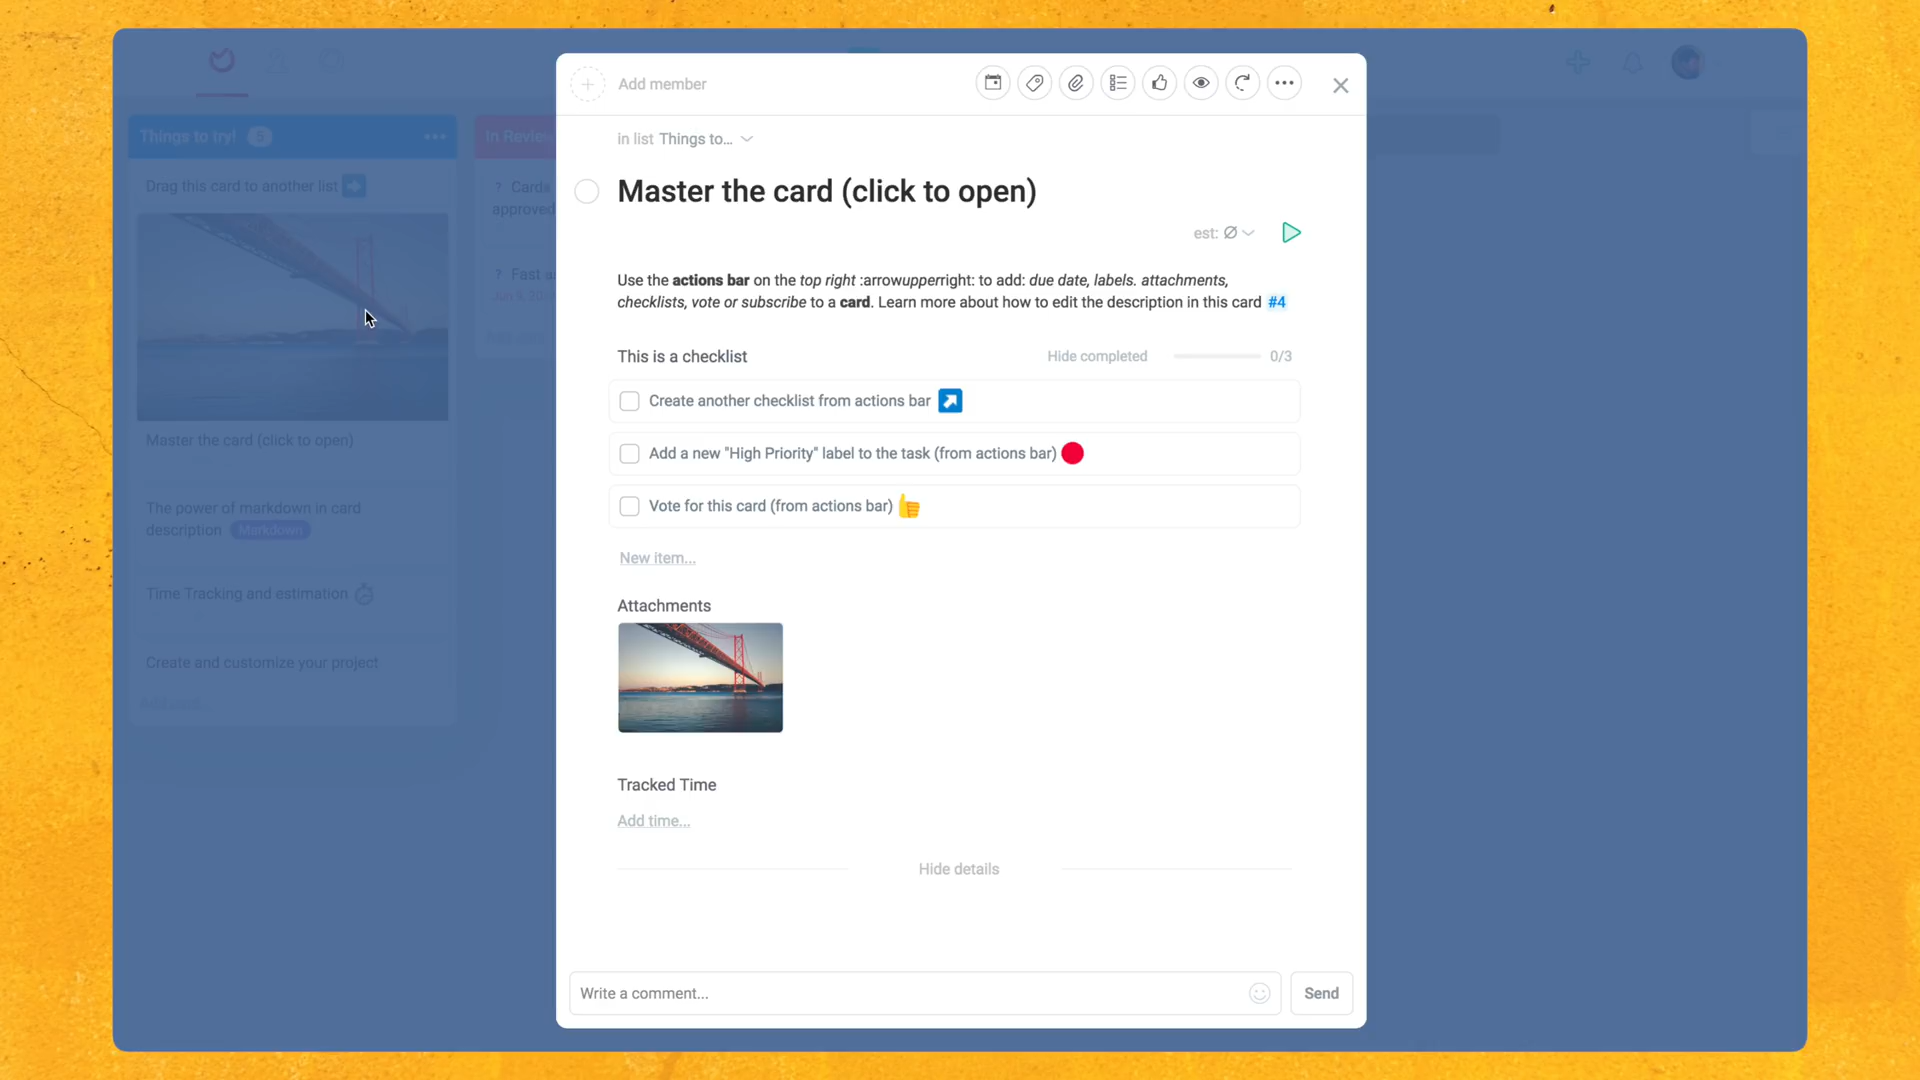 Add member
in list Things to...
Master the card (click to open)
est:
Use the actions bar on the top right :arrowupperright: to add: due date, labels. attachments,
checklists, vote or subscribe to a card. Learn more about how to edit the description in this card #4
This is a checklist
Hide completed
0/3
Create another checklist from actions bar
Add a new "High Priority" label to the task (from actions bar)
Vote for this card (from actions bar)
New item...
Attachments
Tracked Time
Add time...
Hide details
Write a comment...
Send
Things to try! 5
Drag this card to another list
Master the card (click to open)
The power of markdown in card
description Markdown
Time Tracking and estimation
Create and customize your project
In Review
? Cards
approved
? Fast